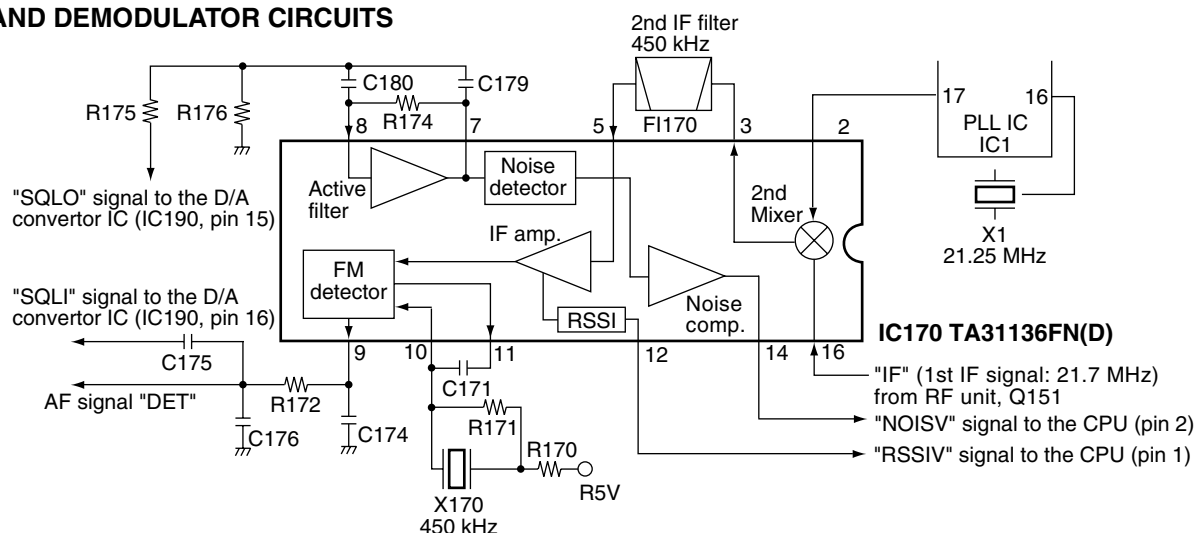 AND DEMODULATOR CIRCUITS
2nd IF filter
450 kHz
FI170
C180
C179
R175
R176
R174
8
7
5
3
2
17
16
PLL IC
IC1
X1
21.25 MHz
"SQLO" signal to the D/A
convertor IC (IC190, pin 15)
Active
filter
Noise
detector
2nd
Mixer
IF amp.
FM
detector
RSSI
Noise
comp.
"SQLI" signal to the D/A
convertor IC (IC190, pin 16)
C175
AF signal "DET"
R172
C176
C174
9
10
11
12
14
16
IC170 TA31136FN(D)
"IF" (1st IF signal: 21.7 MHz)
from RF unit, Q151
"NOISV" signal to the CPU (pin 2)
"RSSIV" signal to the CPU (pin 1)
C171
R171
R170
R5V
X170
450 kHz